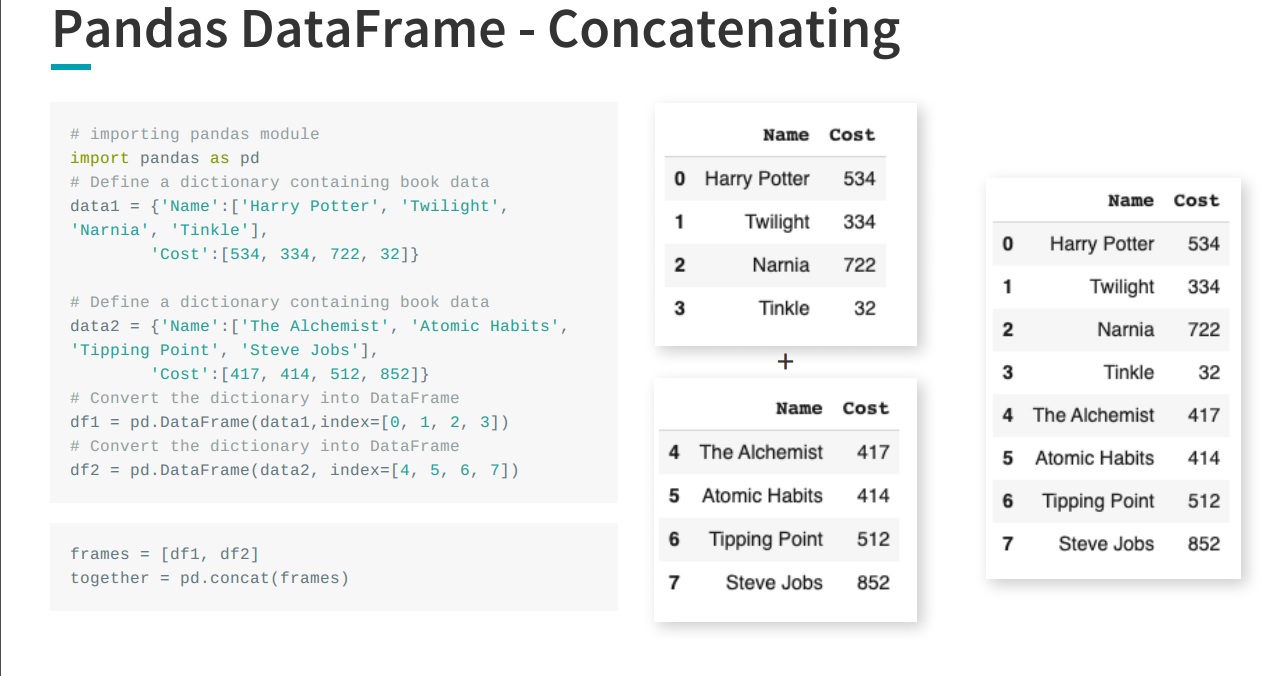 Pandas DataFrame - Concatenating
# importing pandas module
import pandas as pd
# Define a dictionary containing book data
data1 = {'Name':['Harry Potter', 'Twilight',
'Narnia', 'Tinkle'],
        'Cost':[534, 334, 722, 32]}
# Define a dictionary containing book data
data2 = {'Name':['The Alchemist', 'Atomic Habits',
'Tipping Point', 'Steve Jobs'],
        'Cost':[417, 414, 512, 852]}
# Convert the dictionary into DataFrame
df1 = pd.DataFrame(data1,index=[0, 1, 2, 3])
# Convert the dictionary into DataFrame
df2 = pd.DataFrame(data2, index=[4, 5, 6, 7])
frames = [df1, df2]
together = pd.concat(frames)
Name Cost
0 Harry Potter 534
1 Twilight 334
2 Narnia 722
3 Tinkle 32
+
Name Cost
4 The Alchemist 417
5 Atomic Habits 414
6 Tipping Point 512
7 Steve Jobs 852
Name Cost
0 Harry Potter 534
1 Twilight 334
2 Narnia 722
3 Tinkle 32
4 The Alchemist 417
5 Atomic Habits 414
6 Tipping Point 512
7 Steve Jobs 852